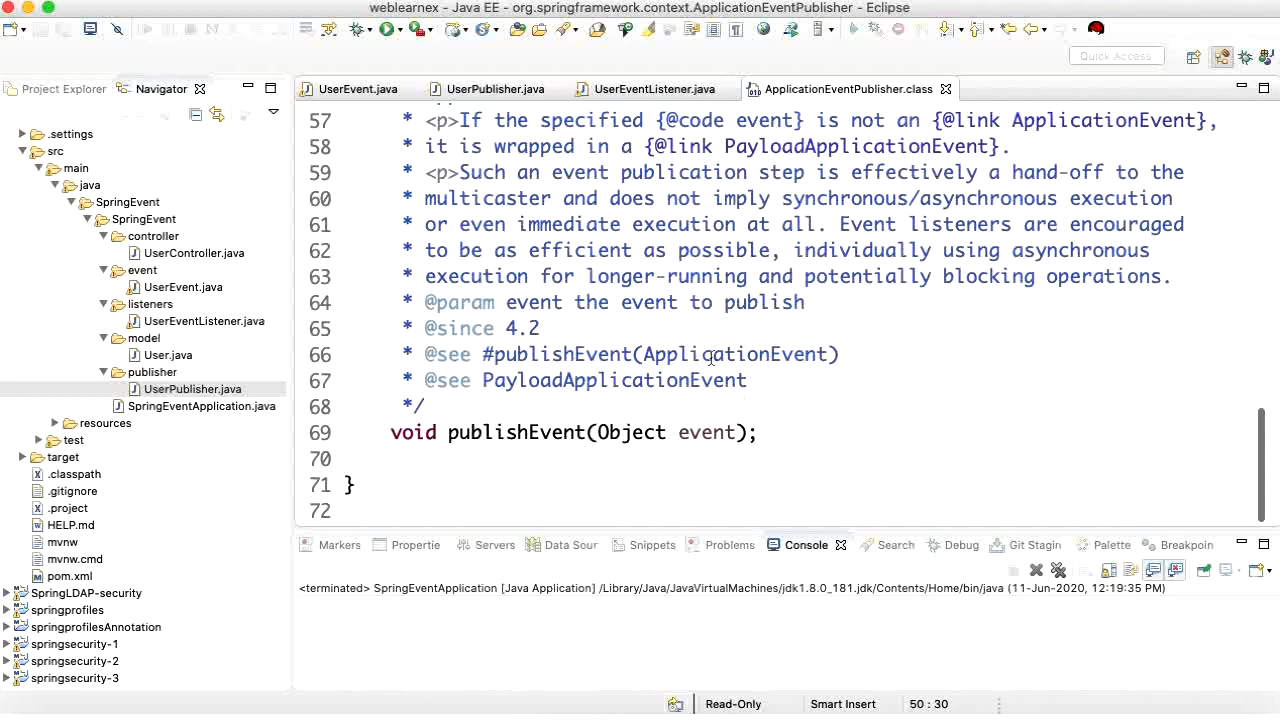 weblearnex - Java EE - org.springframework.context.ApplicationEventPublisher - Eclipse
Quick Access
Project Explorer
Navigator
UserEvent.java
UserPublisher.java
UserEventListener.java
ApplicationEventPublisher.class
.settings
src
main
java
SpringEvent
SpringEvent
controller
UserController.java
event
UserEvent.java
listeners
UserEventListener.java
model
User.java
publisher
UserPublisher.java
SpringEventApplication.java
resources
test
target
.classpath
.gitignore
.project
HELP.md
mvnw
mvnw.cmd
pom.xml
SpringLDAP-security
springprofiles
springprofilesAnnotation
springsecurity-1
springsecurity-2
springsecurity-3
57 * <p>If the specified {@code event} is not an {@link ApplicationEvent},
58 * it is wrapped in a {@link PayloadApplicationEvent}.
59 * <p>Such an event publication step is effectively a hand-off to the
60 * multicaster and does not imply synchronous/asynchronous execution
61 * or even immediate execution at all. Event listeners are encouraged
62 * to be as efficient as possible, individually using asynchronous
63 * execution for longer-running and potentially blocking operations.
64 * @param event the event to publish
65 * @since 4.2
66 * @see #publishEvent(ApplicationEvent)
67 * @see PayloadApplicationEvent
68 */
69 void publishEvent(Object event);
70
71 }
72
Markers
Propertie
Servers
Data Sour
Snippets
Problems
Console
Search
Debug
Git Stagin
Palette
Breakpoin
<terminated> SpringEventApplication [Java Application] /Library/Java/JavaVirtualMachines/jdk1.8.0_181.jdk/Contents/Home/bin/java (11-Jun-2020, 12:19:35 PM)
Read-Only
Smart Insert
50 : 30